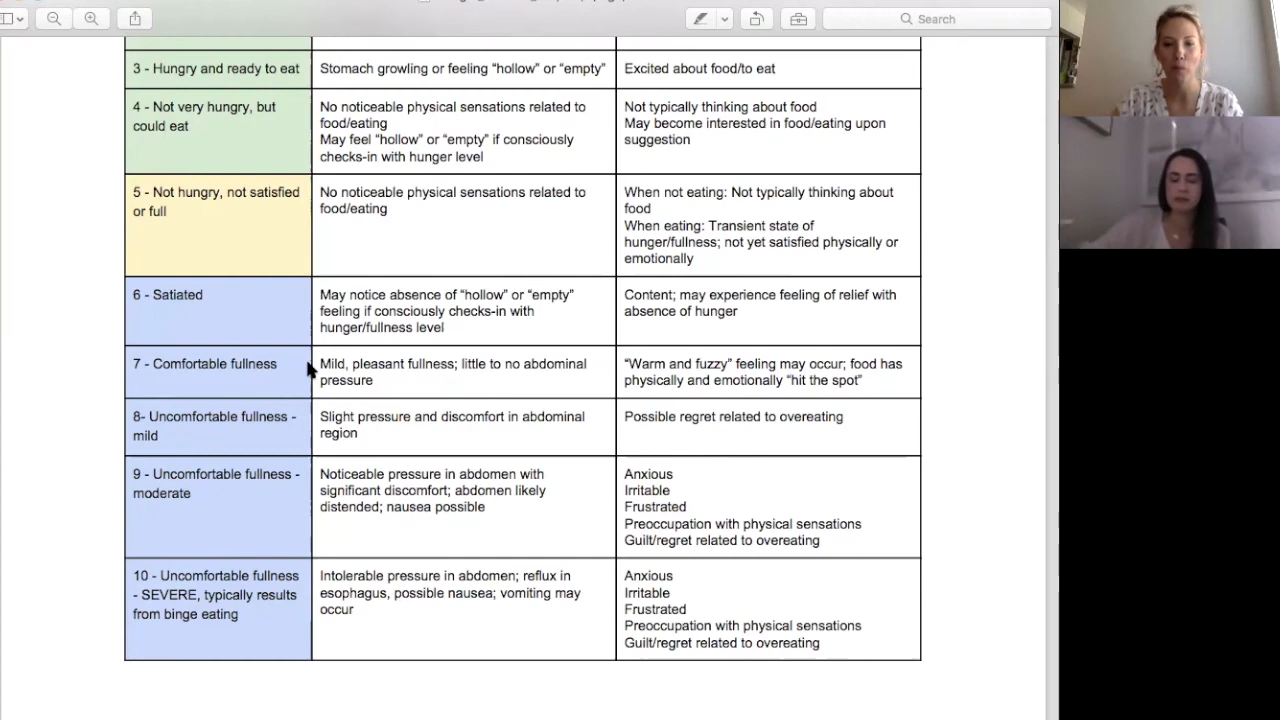 Search
3 - Hungry and ready to eat
Stomach growling or feeling “hollow” or “empty”
Excited about food/to eat
4 - Not very hungry, but
could eat
No noticeable physical sensations related to
food/eating
May feel “hollow” or “empty” if consciously
checks-in with hunger level
Not typically thinking about food
May become interested in food/eating upon
suggestion
5 - Not hungry, not satisfied
or full
No noticeable physical sensations related to
food/eating
When not eating: Not typically thinking about
food
When eating: Transient state of
hunger/fullness; not yet satisfied physically or
emotionally
6 - Satiated
May notice absence of “hollow” or “empty”
feeling if consciously checks-in with
hunger/fullness level
Content; may experience feeling of relief with
absence of hunger
7 - Comfortable fullness
Mild, pleasant fullness; little to no abdominal
pressure
“Warm and fuzzy” feeling may occur; food has
physically and emotionally “hit the spot”
8- Uncomfortable fullness -
mild
Slight pressure and discomfort in abdominal
region
Possible regret related to overeating
9 - Uncomfortable fullness -
moderate
Noticeable pressure in abdomen with
significant discomfort; abdomen likely
distended; nausea possible
Anxious
Irritable
Frustrated
Preoccupation with physical sensations
Guilt/regret related to overeating
10 - Uncomfortable fullness
- SEVERE, typically results
from binge eating
Intolerable pressure in abdomen; reflux in
esophagus, possible nausea; vomiting may
occur
Anxious
Irritable
Frustrated
Preoccupation with physical sensations
Guilt/regret related to overeating